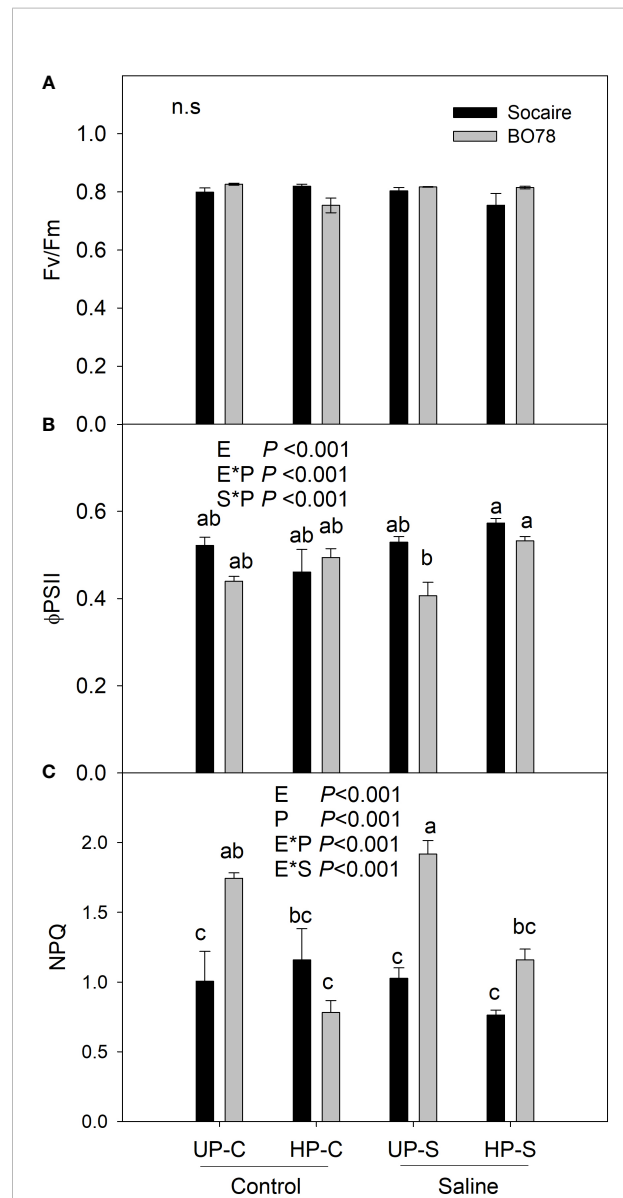 A
n.s
Socaire
BO78
1.0
0.8
0.6
0.4
0.2
0.0
Fv/Fm
B
E P <0.001
E*P P <0.001
S*P P <0.001
ab
ab
ab
ab
ab
b
a
a
0.6
0.4
0.2
0.0
ϕPSII
C
E P<0.001
P P<0.001
E*P P<0.001
E*S P<0.001
c
ab
bc
c
c
a
c
bc
2.0
1.5
1.0
0.5
0.0
NPQ
UP-C HP-C UP-S HP-S
Control Saline